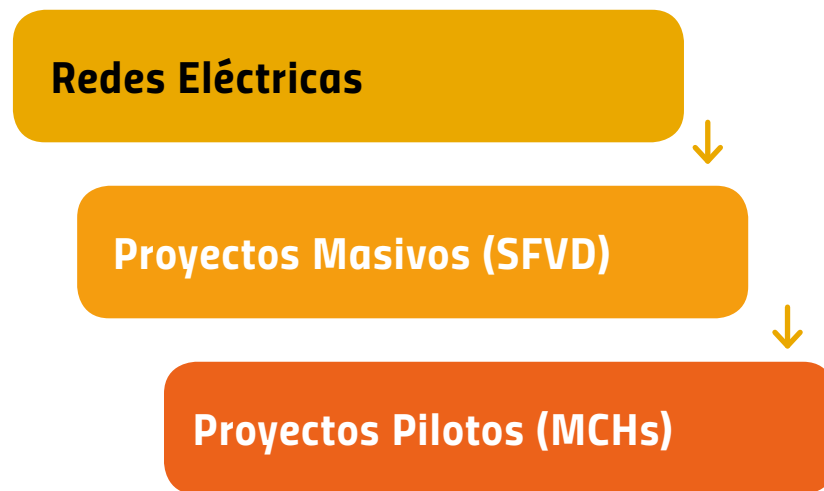 Redes Eléctricas
Proyectos Masivos (SFVD)
Proyectos Pilotos (MCHs)